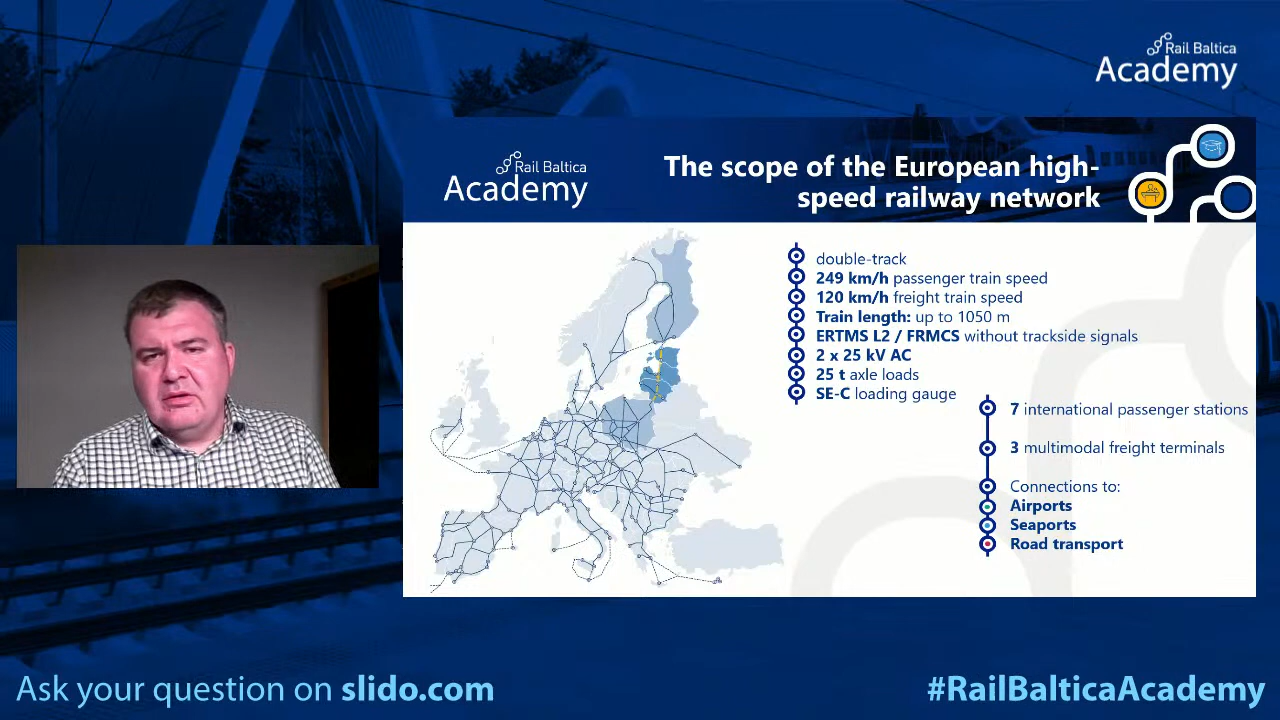 Rail Baltica
Academy
Rail Baltica
Academy
The scope of the European high-
speed railway network
double-track
249 km/h passenger train speed
120 km/h freight train speed
Train length: up to 1050 m
ERTMS L2 / FRMCS without trackside signals
2 x 25 kV AC
25 t axle loads
SE-C loading gauge
7 international passenger stations
3 multimodal freight terminals
Connections to:
Airports
Seaports
Road transport
Ask your question on slido.com
#RailBalticaAcademy